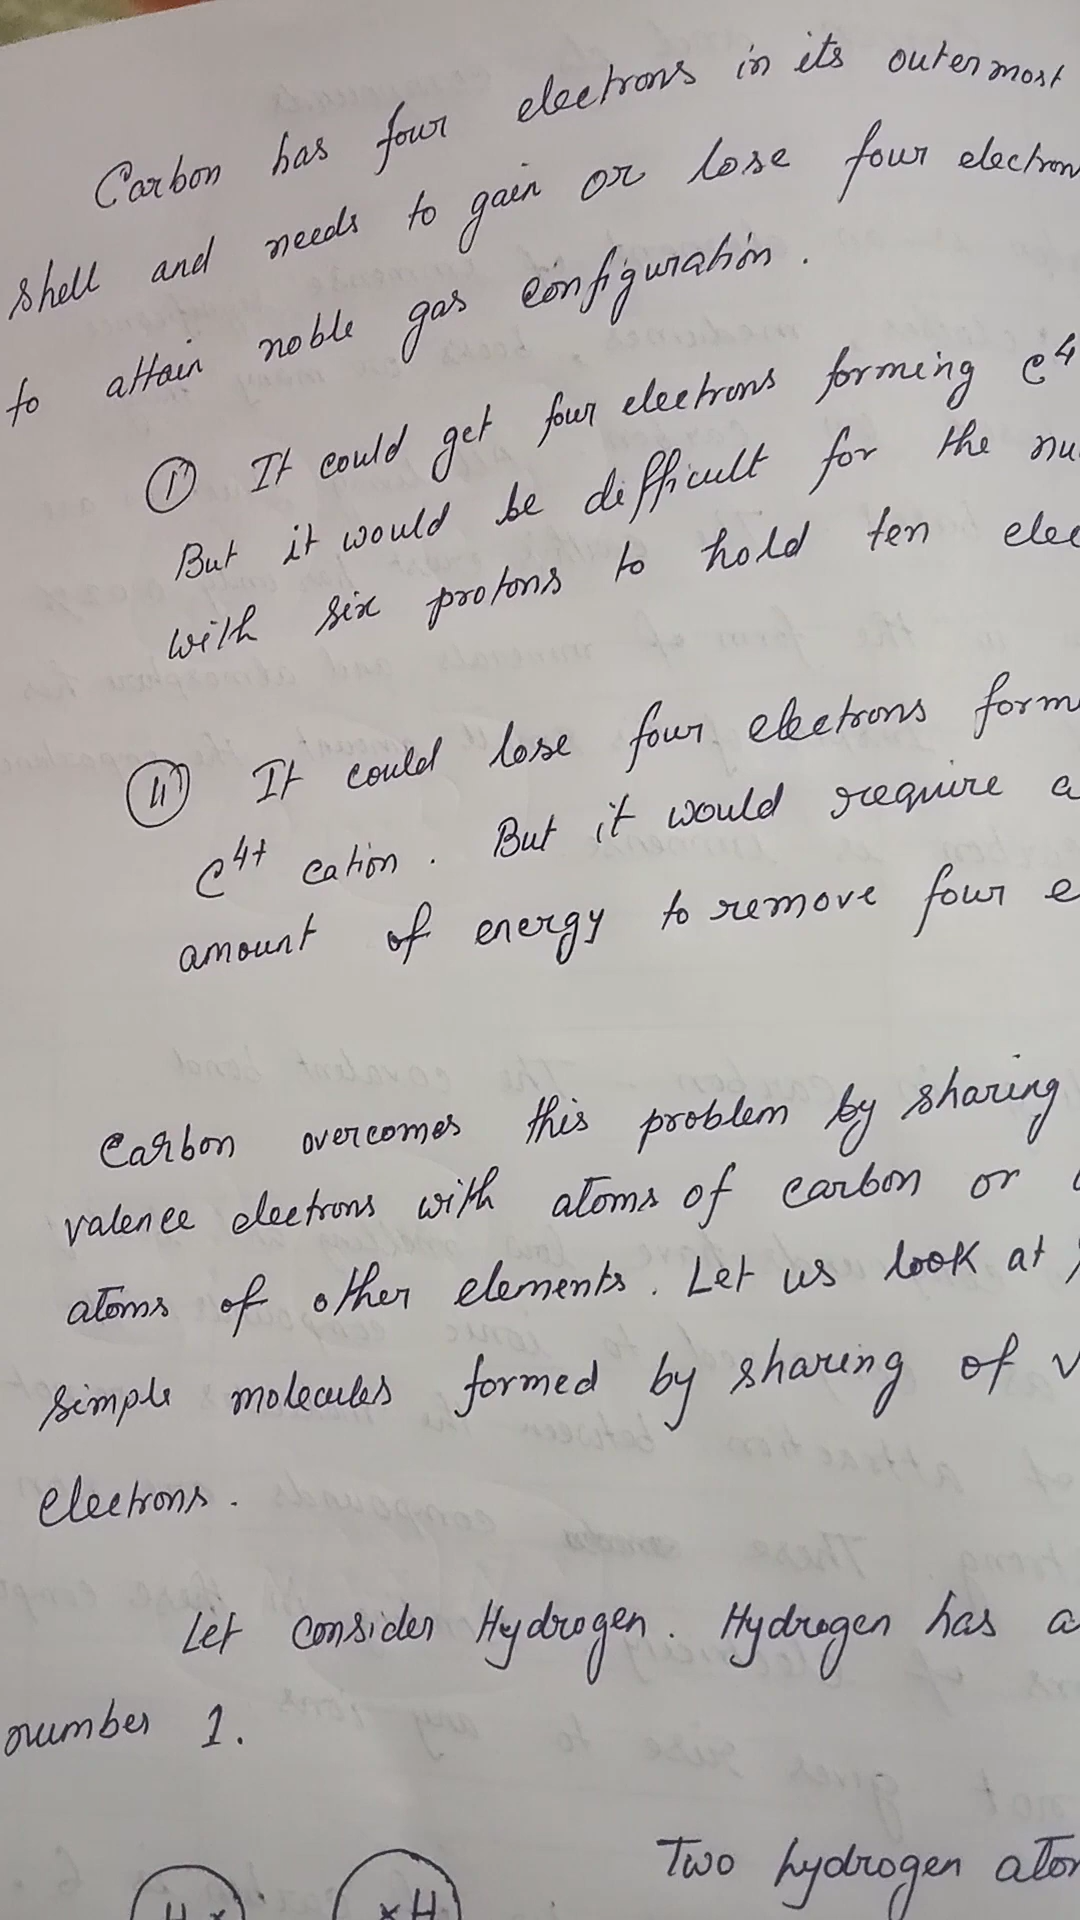 Carbon has four electrons in its outermost
shell and needs to gain or lose four electron
to attain noble gas configuration.
(I) It could get four electrons forming C4
But it would be difficult for the nu
with six protons to hold ten elec
(II) It could lose four electrons form
C4+ cation. But it would require a
amount of energy to remove four e
Carbon overcomes this problem by sharing
valence electrons with atoms of carbon or
atoms of other elements. Let us look at
simple molecules formed by sharing of v
electrons.
Let consider Hydrogen. Hydrogen has a
number 1.
Two hydrogen ato
H x xH